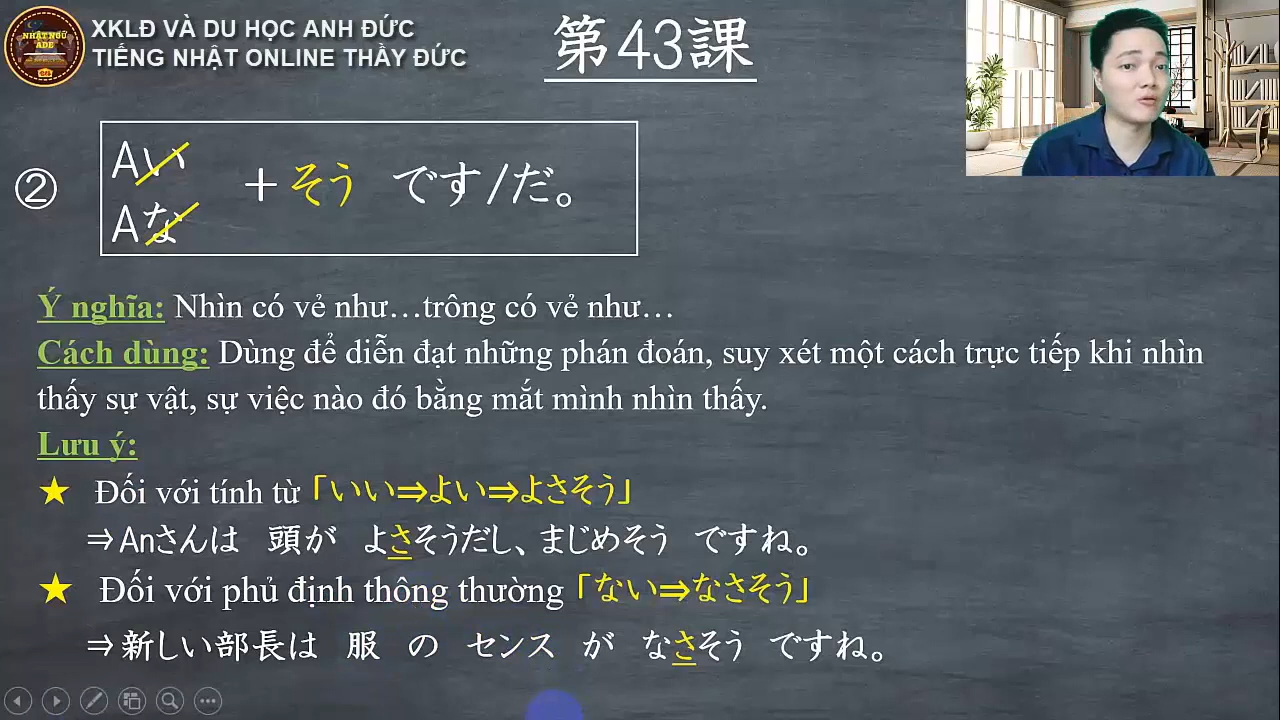 NHẬT NGỮ
ADE
XKLĐ VÀ DU HỌC ANH ĐỨC
TIẾNG NHẬT ONLINE THẦY ĐỨC
第43課
②
Aい
Aな
＋そう です/だ。
Ý nghĩa: Nhìn có vẻ như…trông có vẻ như…
Cách dùng: Dùng để diễn đạt những phán đoán, suy xét một cách trực tiếp khi nhìn
thấy sự vật, sự việc nào đó bằng mắt mình nhìn thấy.
Lưu ý:
★ Đối với tính từ「いい⇒よい⇒よさそう」
⇒Anさんは 頭が よさそうだし、まじめそう ですね。
★ Đối với phủ định thông thường「ない⇒なさそう」
⇒新しい部長は 服 の センス が なさそう ですね。